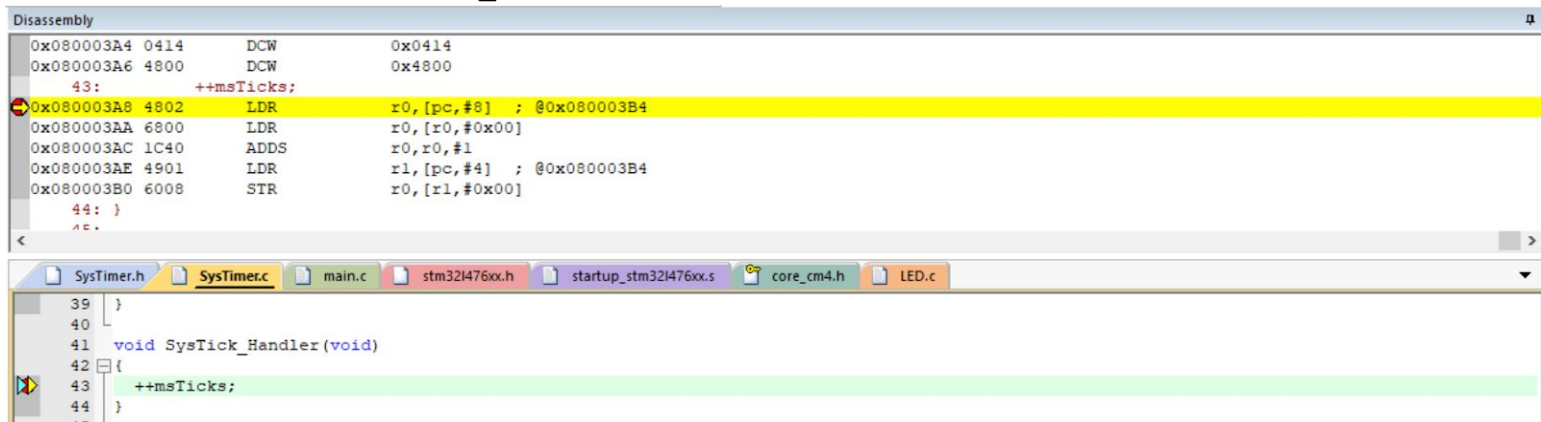 Disassembly
0x080003A4 0414 DCW 0x0414
0x080003A6 4800 DCW 0x4800
43: ++msTicks;
0x080003A8 4802 LDR r0,[pc,#8] ; @0x080003B4
0x080003AA 6800 LDR r0,[r0,#0x00]
0x080003AC 1C40 ADDS r0,r0,#1
0x080003AE 4901 LDR r1,[pc,#4] ; @0x080003B4
0x080003B0 6008 STR r0,[r1,#0x00]
44: }
SysTimer.h SysTimer.c main.c stm32l476xx.h startup_stm32l476xx.s core_cm4.h LED.c
39 }
40
41 void SysTick_Handler(void)
42 {
43 ++msTicks;
44 }